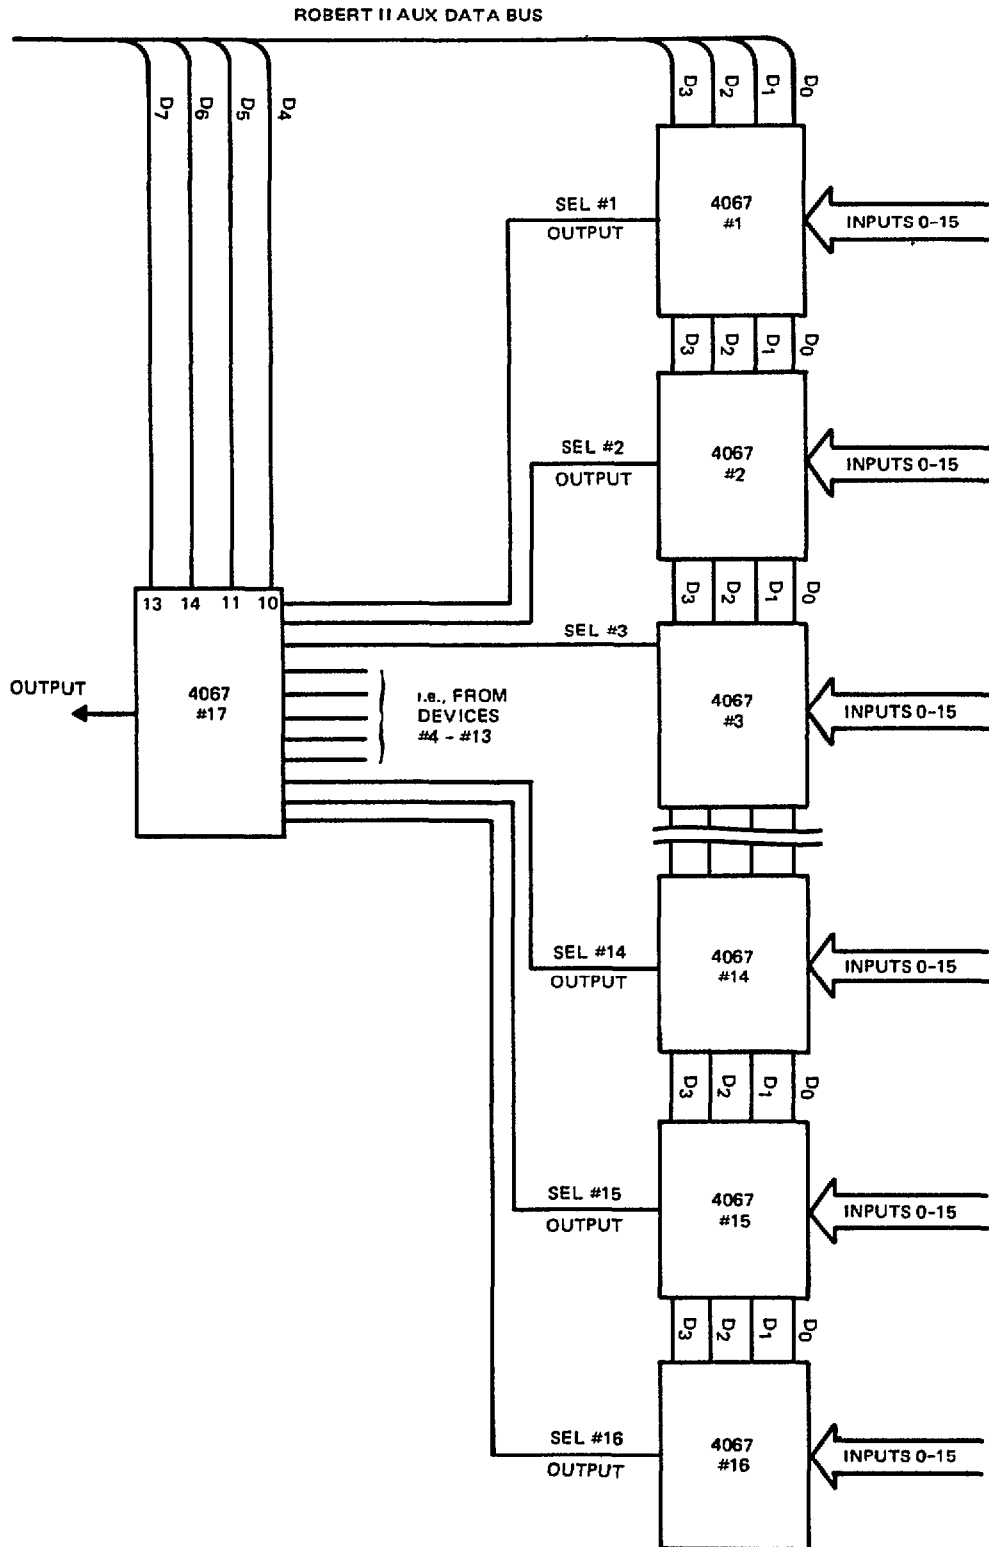 ROBERT II AUX DATA BUS
D7 D6 D5 D4
D3 D2 D1 D0
4067
#1
INPUTS 0-15
SEL #1
OUTPUT
D3 D2 D1 D0
4067
#2
INPUTS 0-15
SEL #2
OUTPUT
D3 D2 D1 D0
13 14 11 10
4067
#17
OUTPUT
SEL #3
4067
#3
INPUTS 0-15
i.e., FROM
DEVICES
#4 - #13
4067
#14
INPUTS 0-15
SEL #14
OUTPUT
D3 D2 D1 D0
4067
#15
INPUTS 0-15
SEL #15
OUTPUT
D3 D2 D1 D0
4067
#16
INPUTS 0-15
SEL #16
OUTPUT